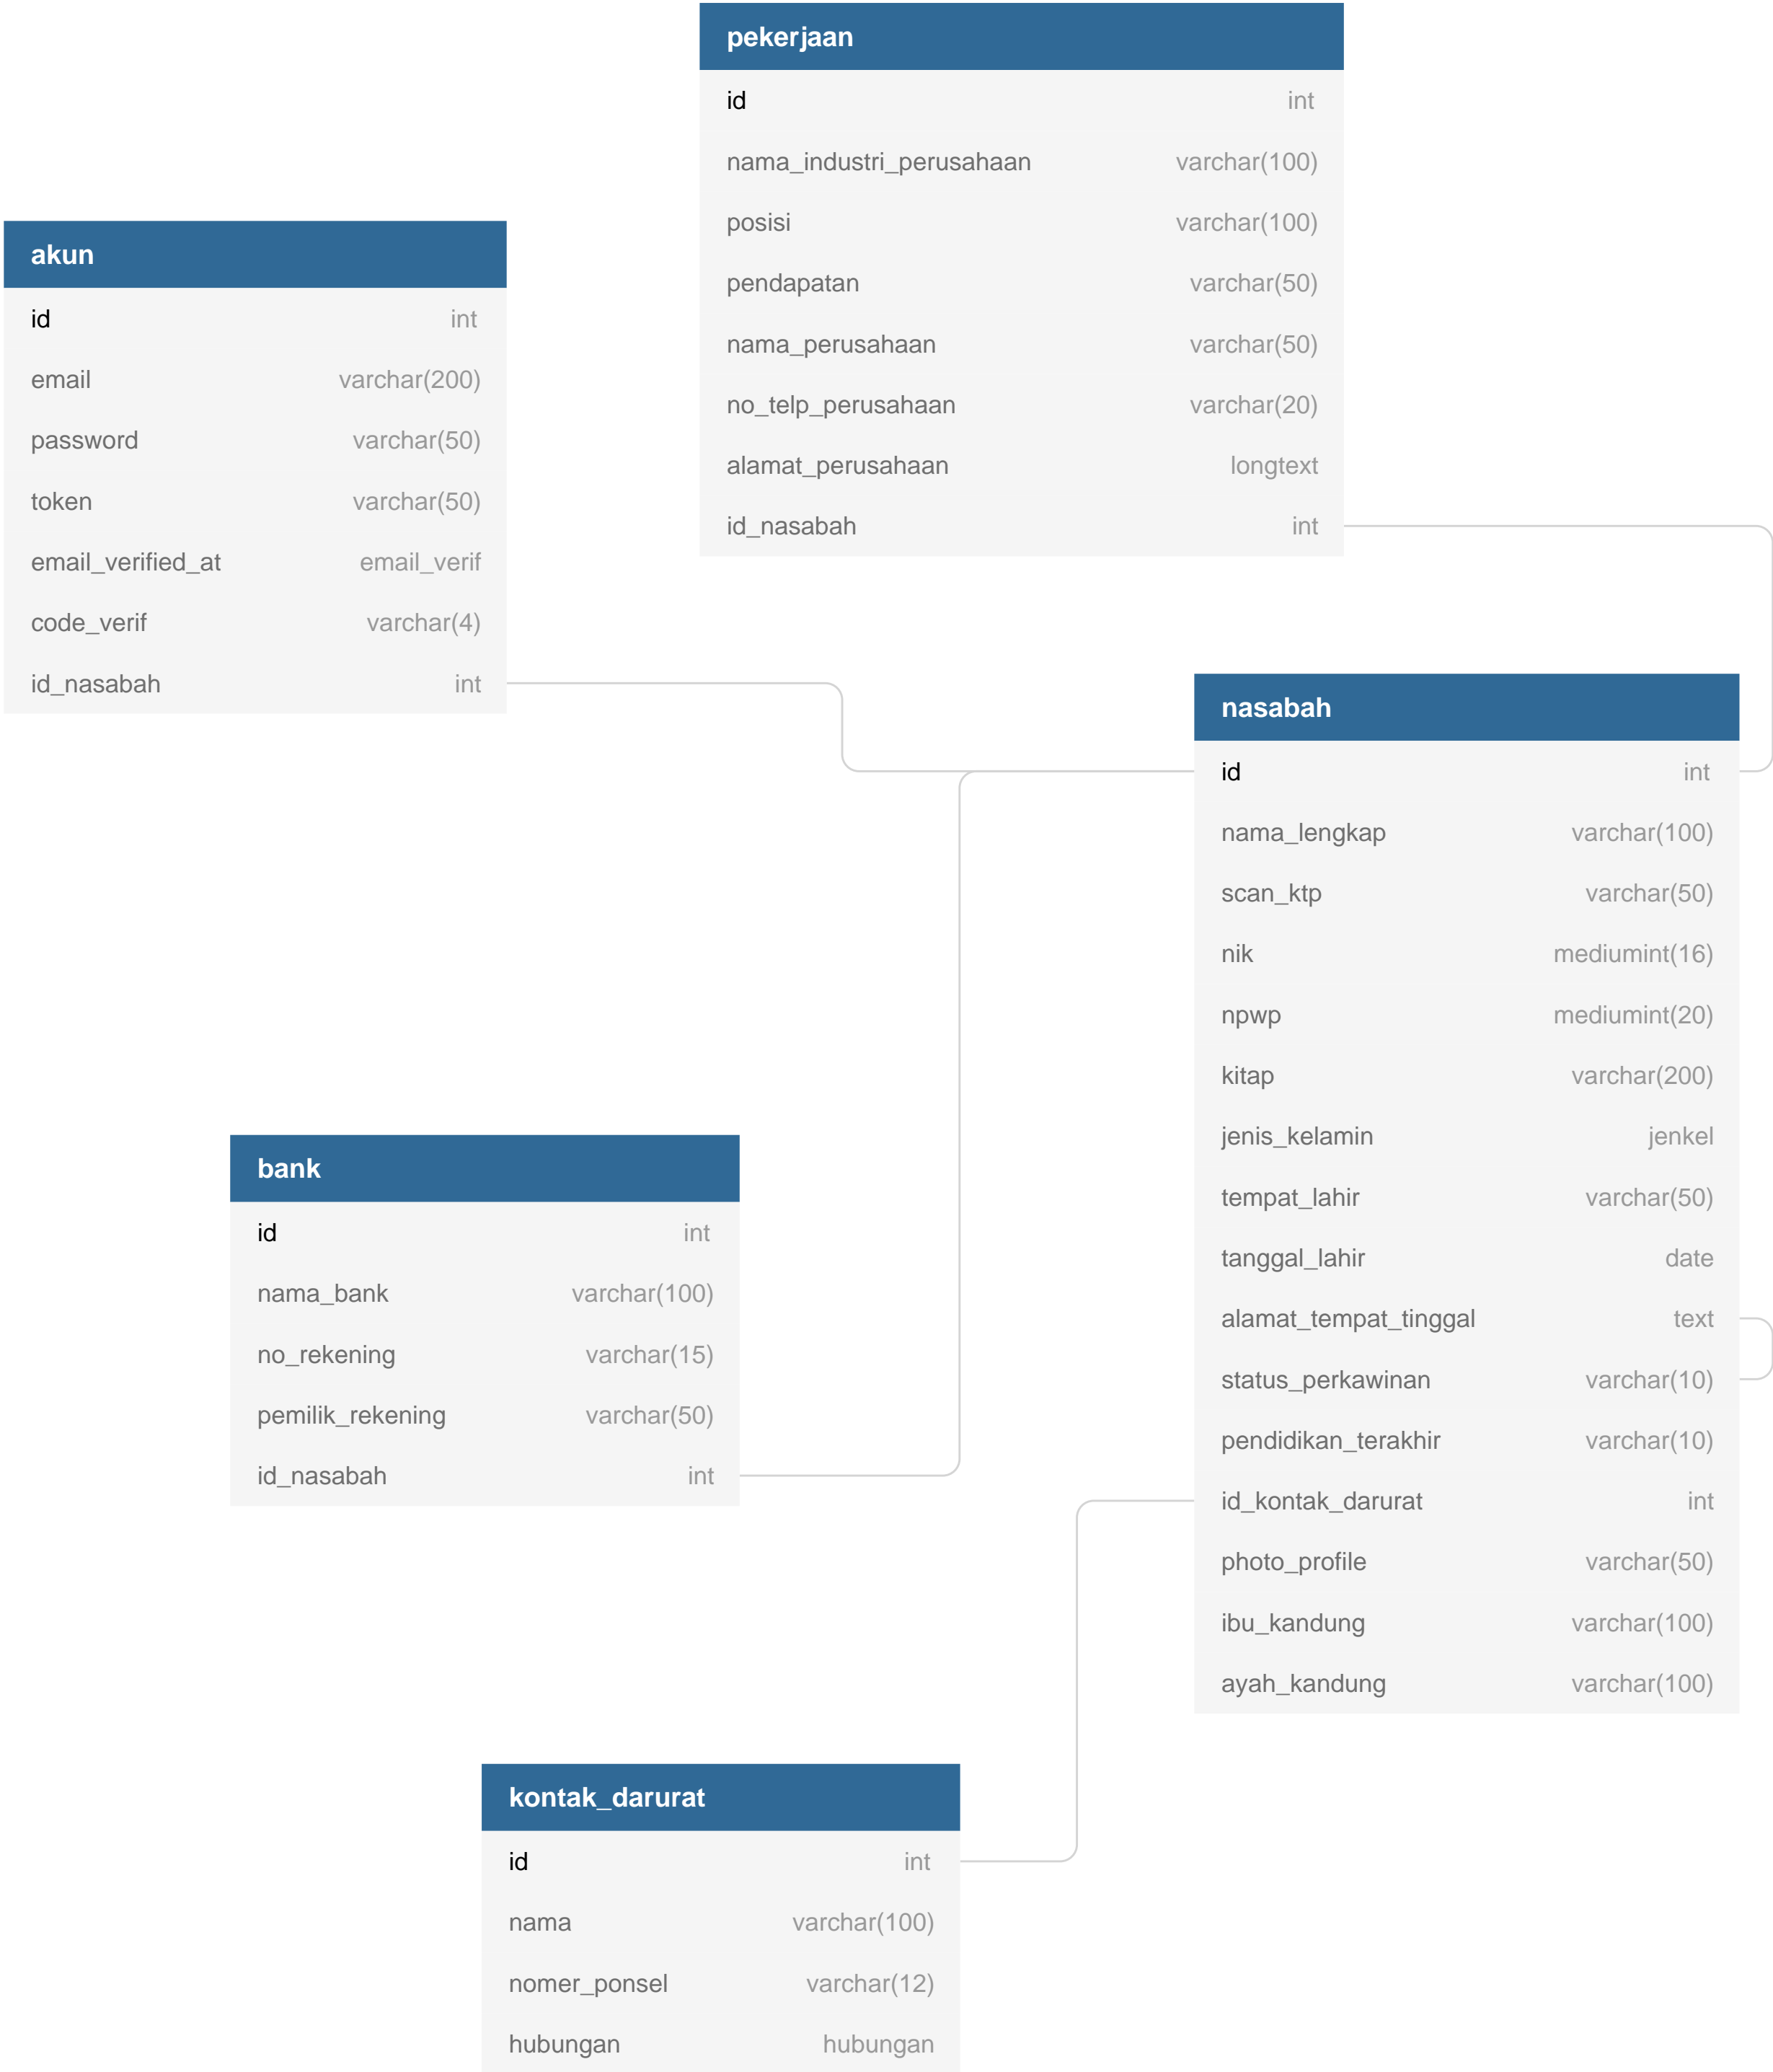 pekerjaan
id int
nama_industri_perusahaan varchar(100)
posisi varchar(100)
pendapatan varchar(50)
nama_perusahaan varchar(50)
no_telp_perusahaan varchar(20)
alamat_perusahaan longtext
id_nasabah int
akun
id int
email varchar(200)
password varchar(50)
token varchar(50)
email_verified_at email_verif
code_verif varchar(4)
id_nasabah int
nasabah
id int
nama_lengkap varchar(100)
scan_ktp varchar(50)
nik mediumint(16)
npwp mediumint(20)
kitap varchar(200)
jenis_kelamin jenkel
tempat_lahir varchar(50)
tanggal_lahir date
alamat_tempat_tinggal text
status_perkawinan varchar(10)
pendidikan_terakhir varchar(10)
id_kontak_darurat int
photo_profile varchar(50)
ibu_kandung varchar(100)
ayah_kandung varchar(100)
bank
id int
nama_bank varchar(100)
no_rekening varchar(15)
pemilik_rekening varchar(50)
id_nasabah int
kontak_darurat
id int
nama varchar(100)
nomer_ponsel varchar(12)
hubungan hubungan